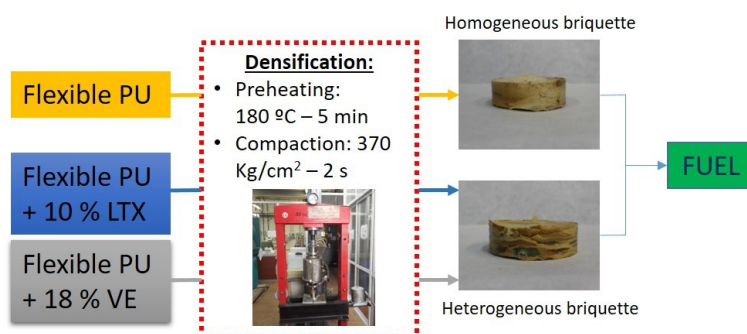 Homogeneous briquette
Flexible PU
Flexible PU
+ 10 % LTX
Flexible PU
+ 18 % VE
Densification:
• Preheating:
180 ºC – 5 min
• Compaction: 370
Kg/cm² – 2 s
FUEL
Heterogeneous briquette